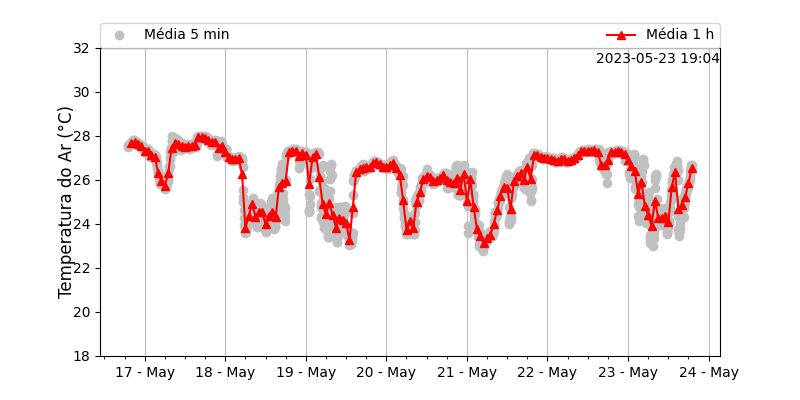 Média 5 min
Média 1 h
2023-05-23 19:04
Temperatura do Ar (°C)
32
30
28
26
24
22
20
18
17 - May
18 - May
19 - May
20 - May
21 - May
22 - May
23 - May
24 - May